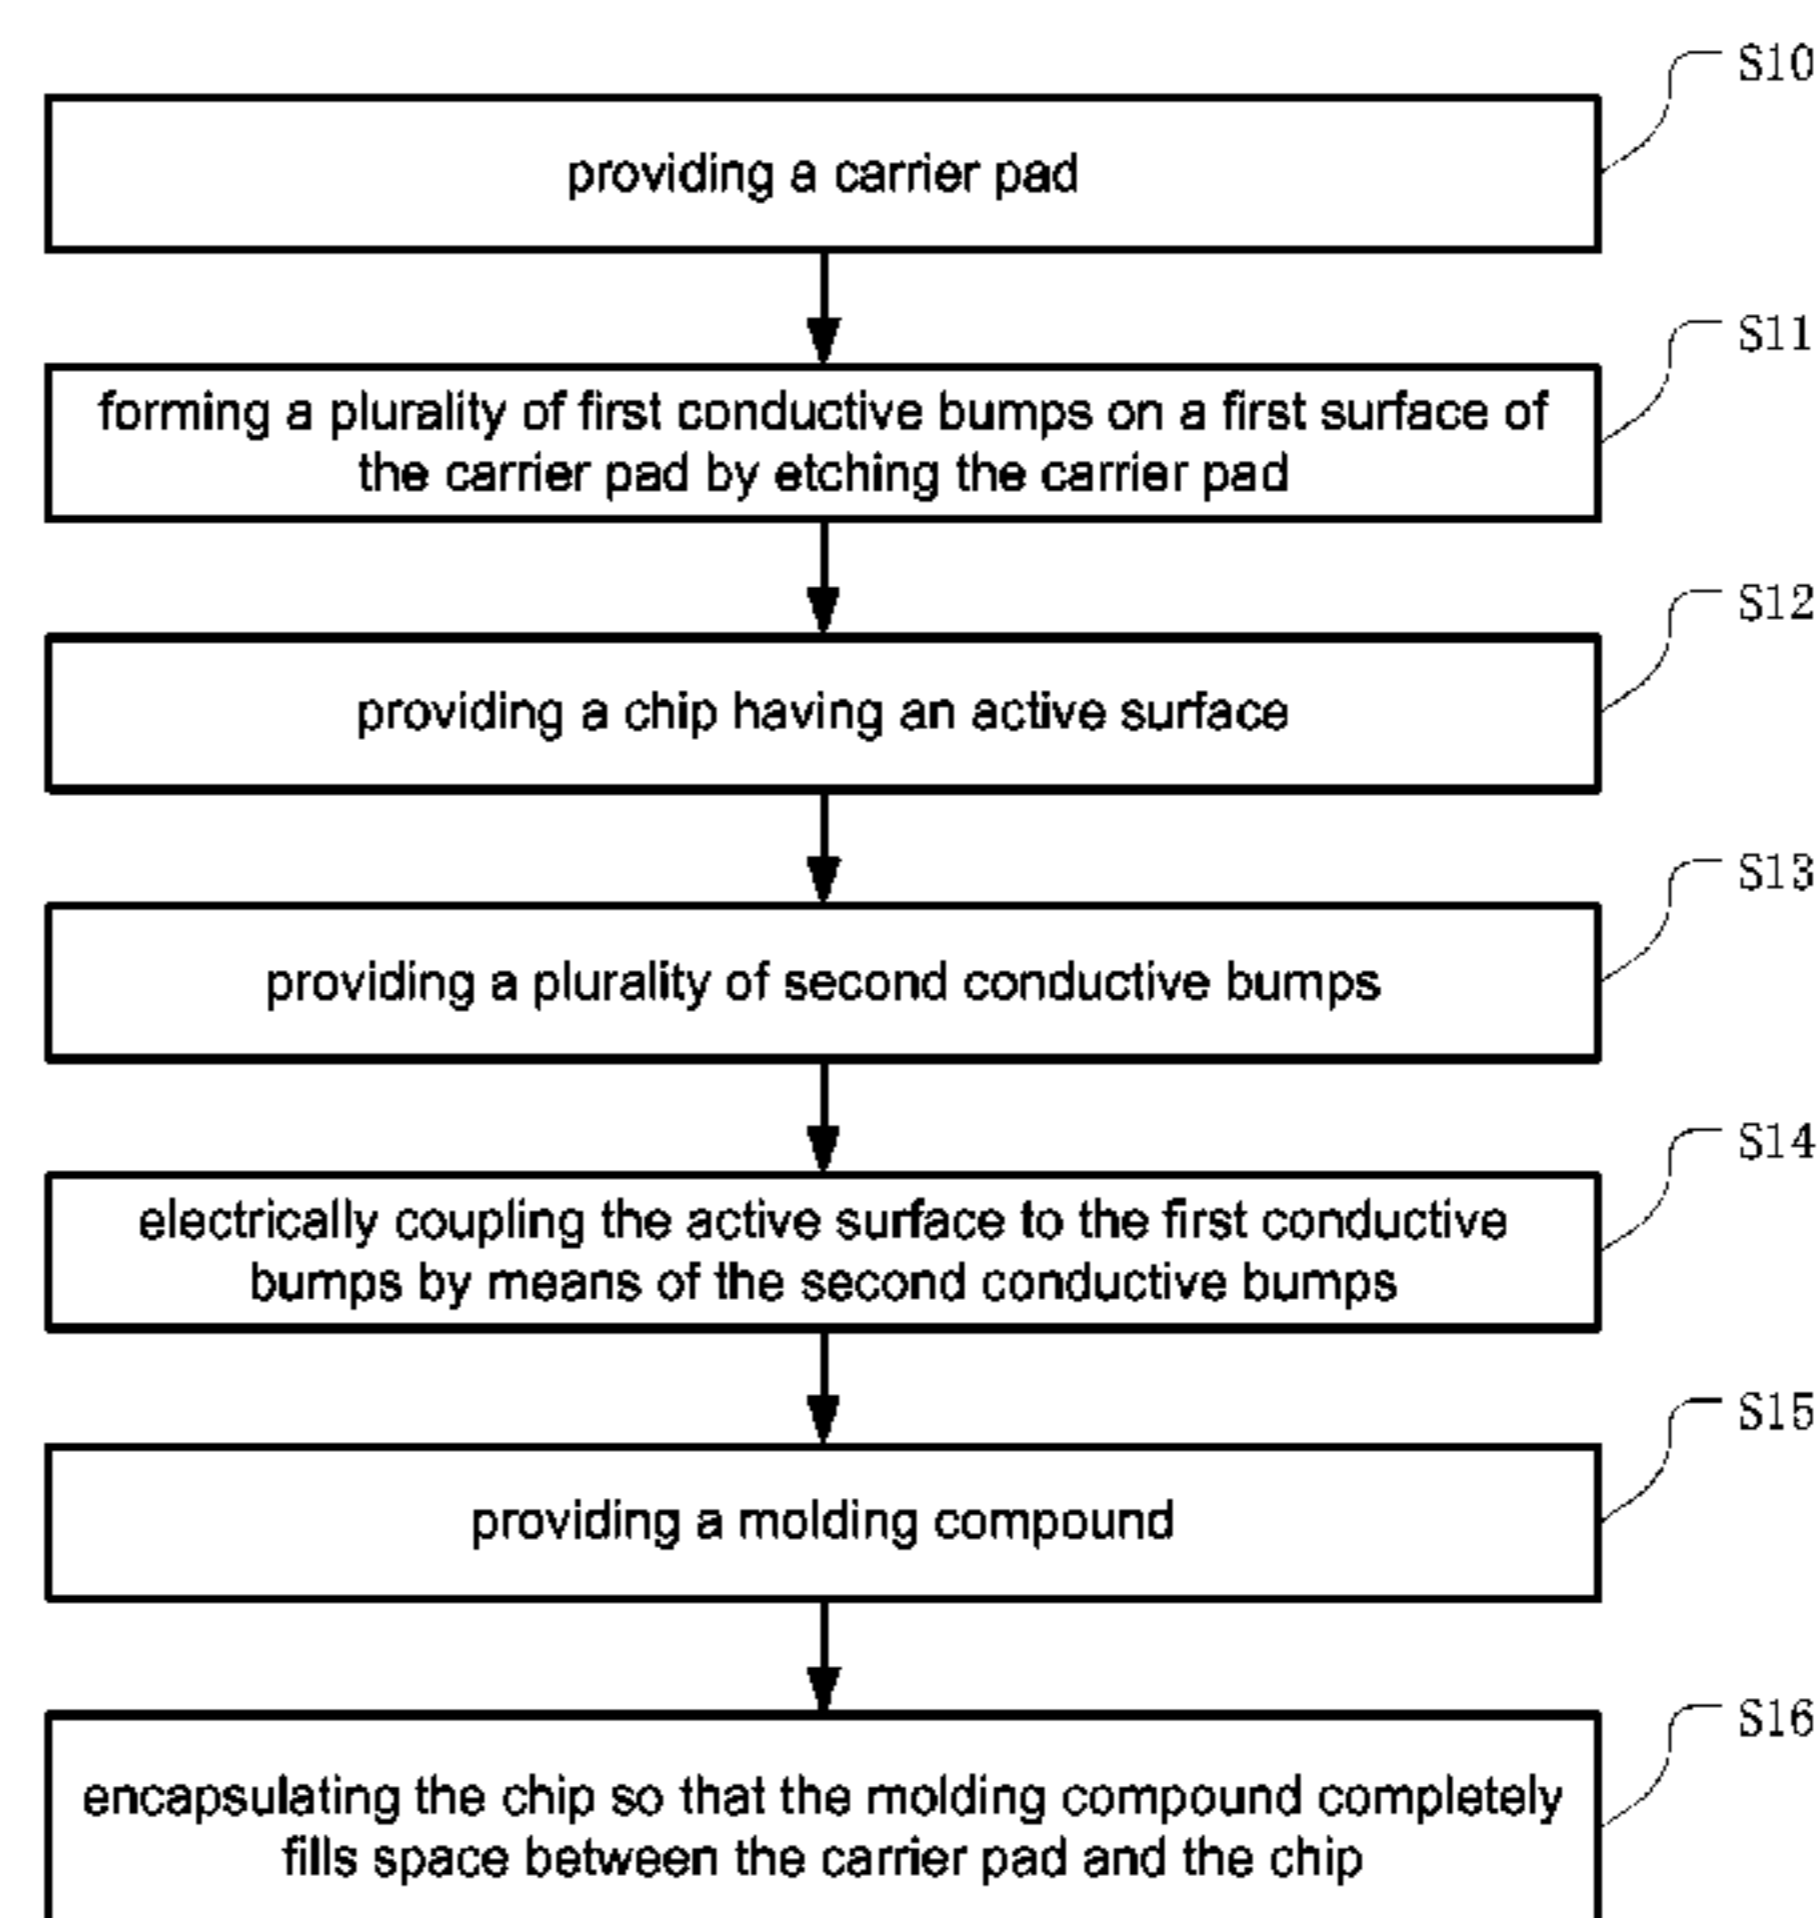 S10
providing a carrier pad
S11
forming a plurality of first conductive bumps on a first surface of
the carrier pad by etching the carrier pad
S12
providing a chip having an active surface
S13
providing a plurality of second conductive bumps
S14
electrically coupling the active surface to the first conductive
bumps by means of the second conductive bumps
S15
providing a molding compound
S16
encapsulating the chip so that the molding compound completely
fills space between the carrier pad and the chip